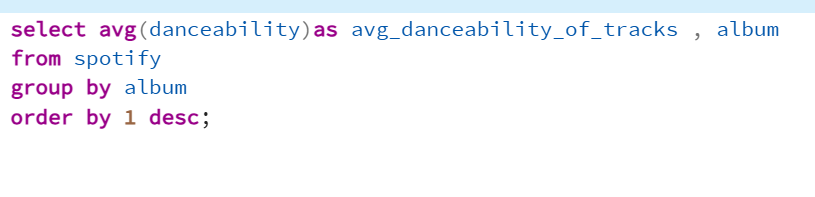 select avg(danceability)as avg_danceability_of_tracks , album
from spotify
group by album
order by 1 desc;